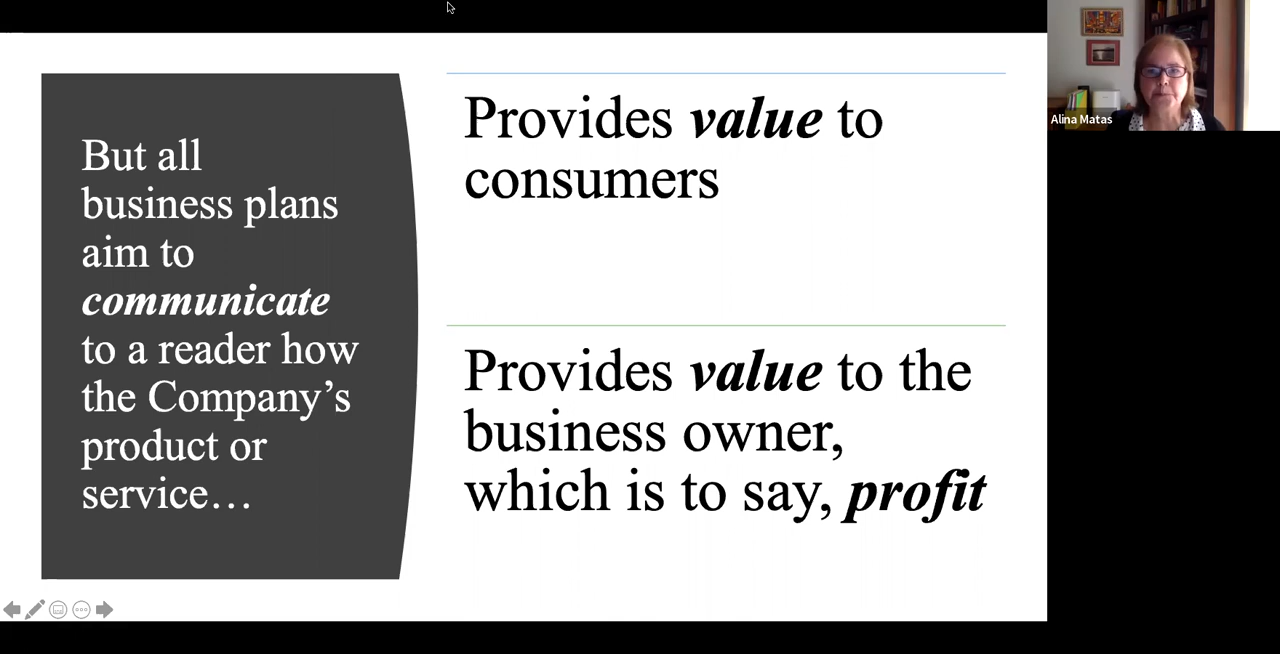 But all
business plans
aim to
communicate
to a reader how
the Company’s
product or
service…
Provides value to
consumers
Provides value to the
business owner,
which is to say, profit
Alina Matas